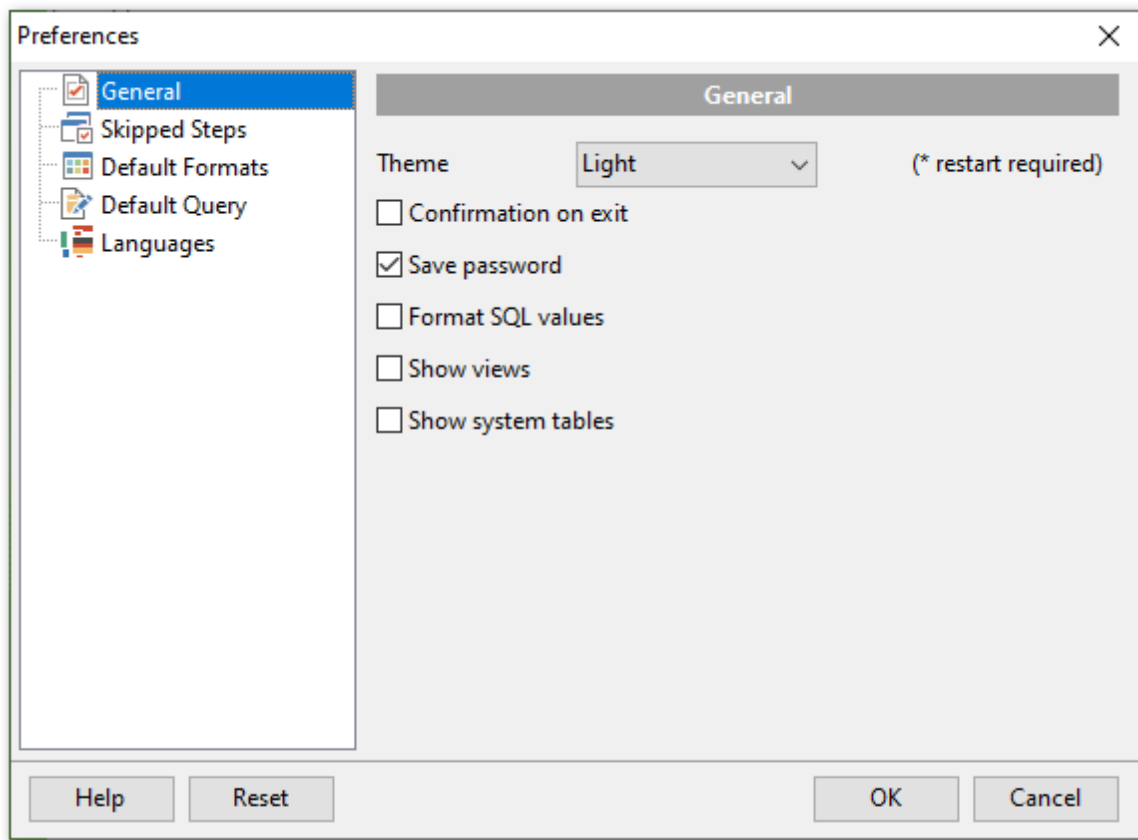 Preferences
General
Skipped Steps
Default Formats
Default Query
Languages
General
Theme Light (* restart required)
Confirmation on exit
Save password
Format SQL values
Show views
Show system tables
Help Reset OK Cancel